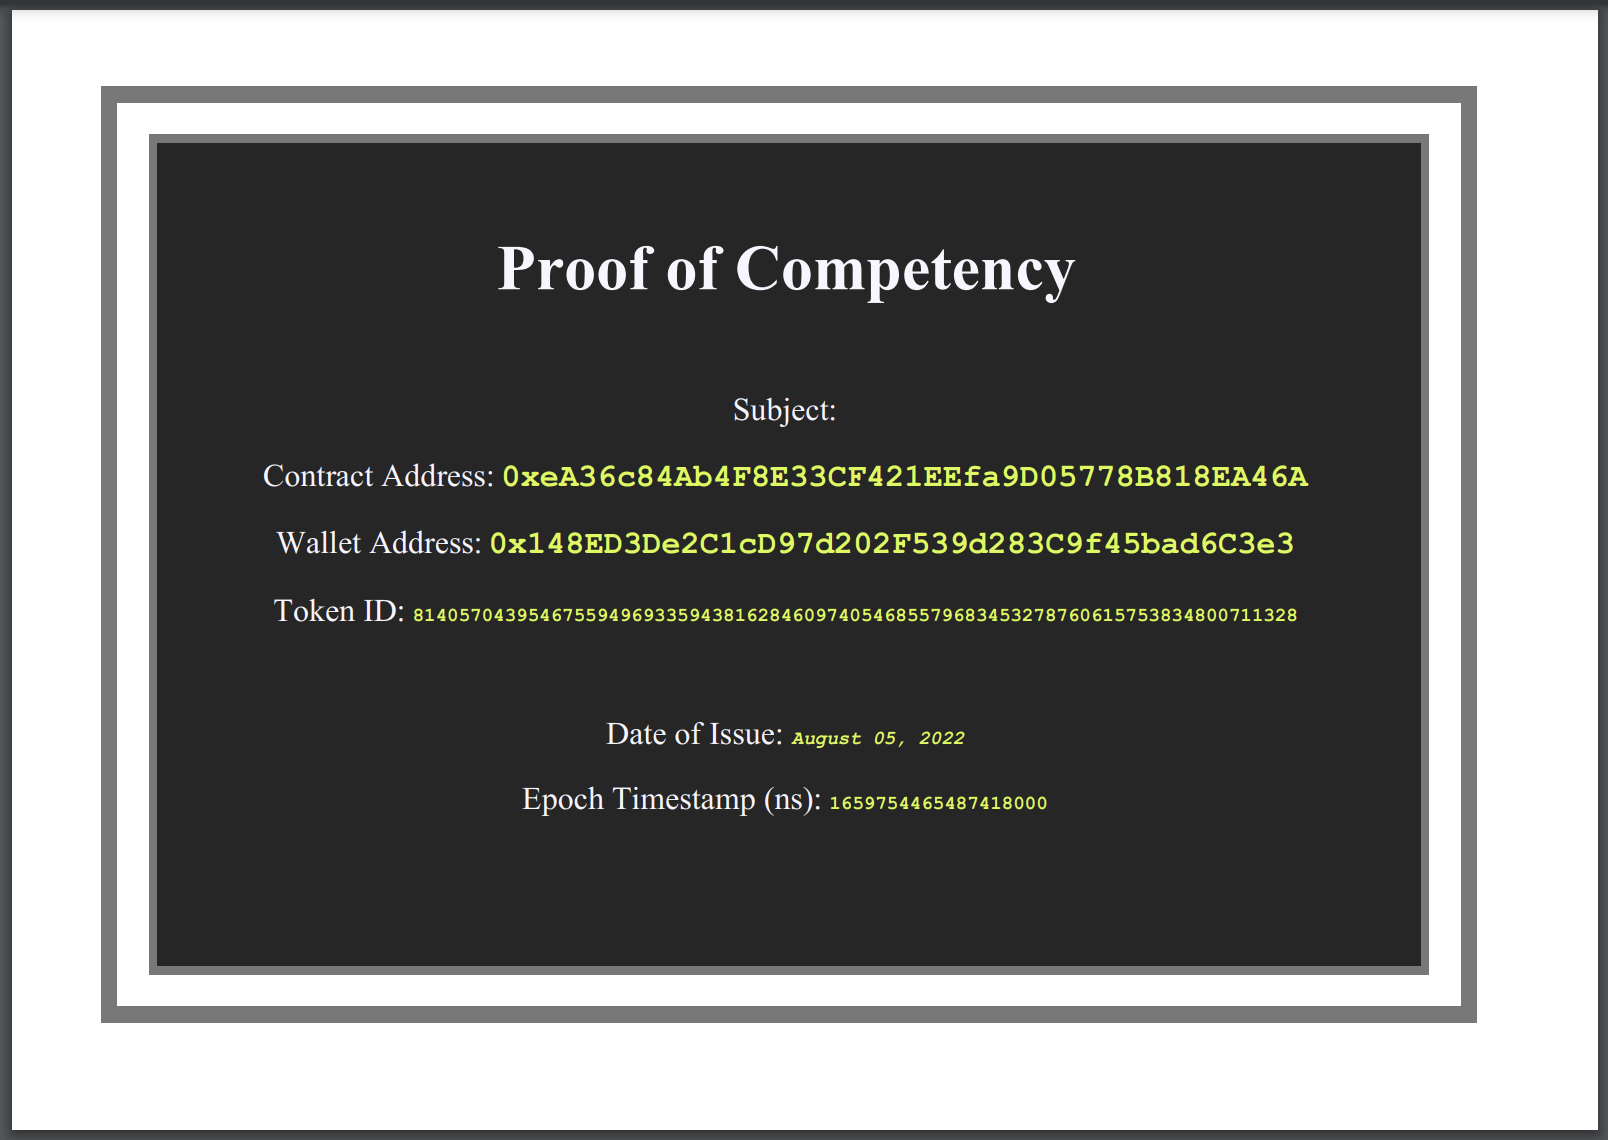 Proof of Competency
Subject:
Contract Address: 0xeA36c84Ab4F8E33CF421EEfa9D05778B818EA46A
Wallet Address: 0x148ED3De2C1cD97d202F539d283C9f45bad6C3e3
Token ID: 81405704395467559496933594381628460974054685579683453278760615753834800711328
Date of Issue: August 05, 2022
Epoch Timestamp (ns): 1659754465487418000